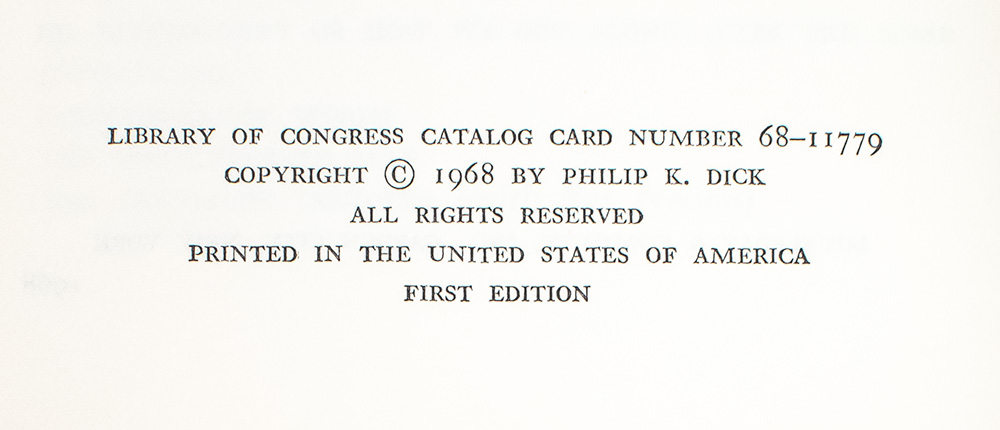 LIBRARY OF CONGRESS CATALOG CARD NUMBER 68–11779
COPYRIGHT © 1968 BY PHILIP K. DICK
ALL RIGHTS RESERVED
PRINTED IN THE UNITED STATES OF AMERICA
FIRST EDITION